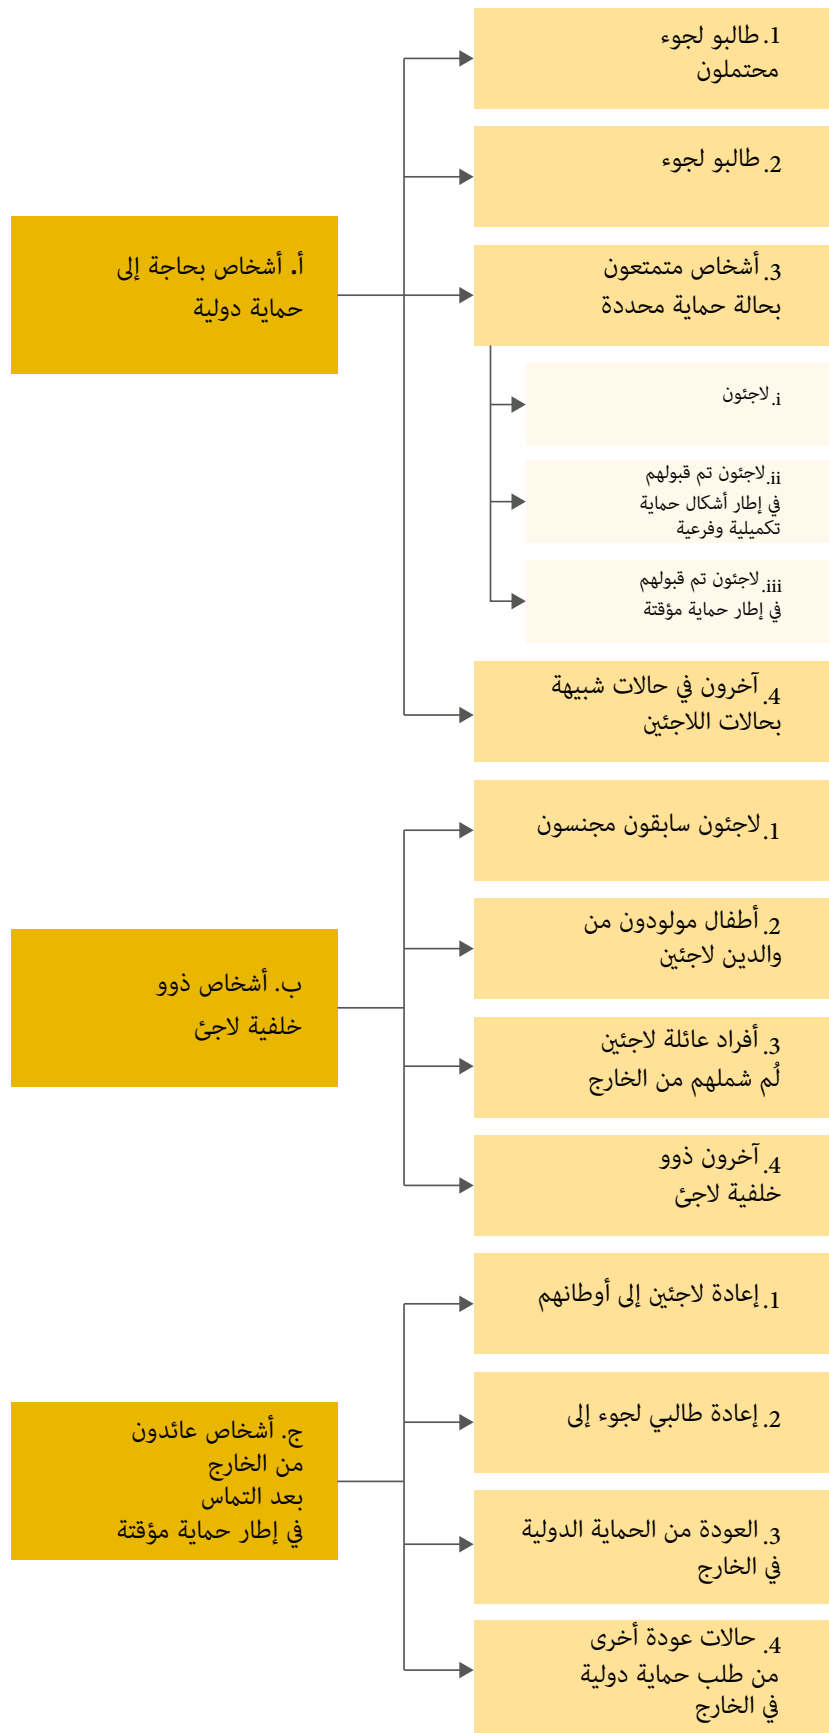 أ. أشخاص بحاجة إلى
حماية دولية
1. طالبو لجوء
محتملون
2. طالبو لجوء
3. أشخاص متمتعون
بحالة حماية محددة
i. لاجئون
ii. لاجئون تم قبولهم
في إطار أشكال حماية
تكميلية وفرعية
iii. لاجئون تم قبولهم
في إطار حماية مؤقتة
4. آخرون في حالات شبيهة
بحالات اللاجئين
ب. أشخاص ذوو
خلفية لاجئ
1. لاجئون سابقون مجنسون
2. أطفال مولودون من
والدين لاجئين
3. أفراد عائلة لاجئين
لُم شملهم من الخارج
4. آخرون ذوو
خلفية لاجئ
ج. أشخاص عائدون
من الخارج
بعد التماس
في إطار حماية مؤقتة
1. إعادة لاجئين إلى أوطانهم
2. إعادة طالبي لجوء إلى
3. العودة من الحماية الدولية
في الخارج
4. حالات عودة أخرى
من طلب حماية دولية
في الخارج